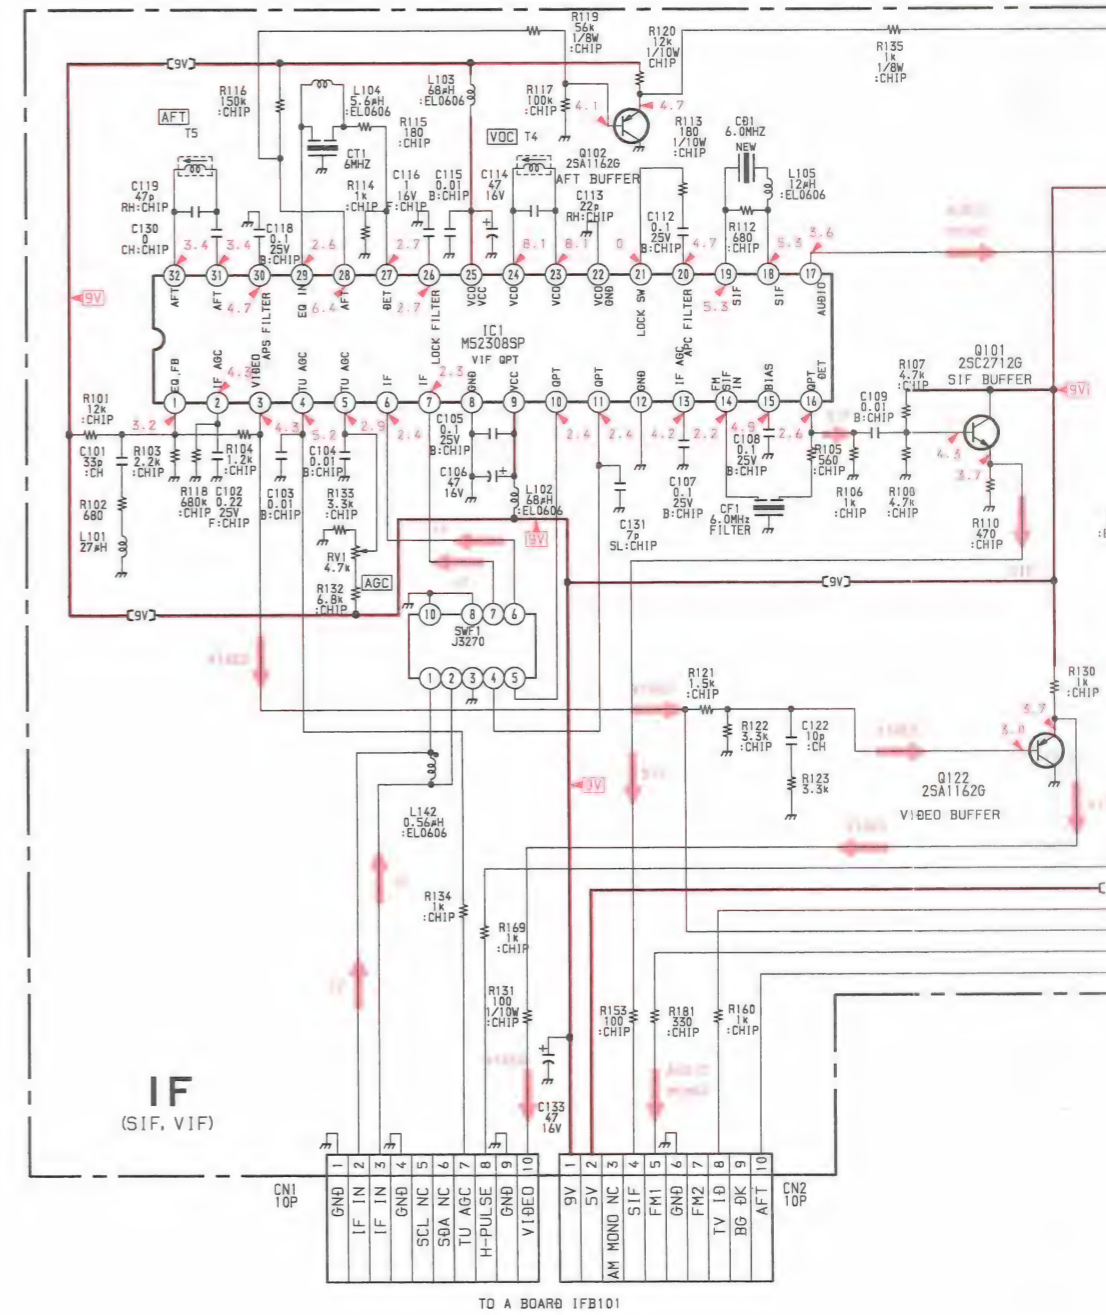 R119
56k
1/8W
:CHIP
R120
12k
1/10W
CHIP
R135
1k
1/8W
:CHIP
[9V]
R116
150k
:CHIP
L104
5.6µH
:EL0606
L103
68µH
:EL0606
R117
100k
:CHIP
4.1
4.7
AFT
T5
CT1
6MHZ
R115
180
:CHIP
VDC
T4
Q102
2SA1162G
AFT BUFFER
R113
180
1/10W
:CHIP
CD1
6.0MHZ
NEW
L105
12µH
:EL0606
C119
47p
RH:CHIP
C130
0
CH:CHIP
R114
1k
:CHIP
C116
1
16V
F:CHIP
C115
0.01
B:CHIP
C114
47
16V
C113
22p
RH:CHIP
C112
0.1
25V
B:CHIP
R112
680
:CHIP
C118
0.1
25V
B:CHIP
3.4
3.4
2.6
2.7
8.1
8.1
0
4.7
5.3
3.6
32 31 30 29 28 27 26 25 24 23 22 21 20 19 18 17
4.7
6.4
2.7
5.3
AFT
AFT
APS FILTER
EQ IN
AFT
DET
LOCK FILTER
VCO
VCC
VCO
VCO
VCO
GND
LOCK SW
APC FILTER
SIF
SIF
AUDIO
9V
IC1
M52308SP
VIF OPT
EQ.FB
IF AGC
VIDEO
TU AGC
TU AGC
IF
IF
GND
VCC
QPT
QPT
GND
IF AGC
FM
SIF
IN
BIAS
QPT
DET
4.3
2.3
1 2 3 4 5 6 7 8 9 10 11 12 13 14 15 16
3.2
4.3
5.2
2.9
2.4
2.4
2.4
4.2
2.2
4.9
2.6
R101
12k
:CHIP
C101
33p
:CH
R103
2.2k
:CHIP
R104
1.2k
:CHIP
R102
680
L101
27µH
R118
680k
:CHIP
C102
0.22
25V
F:CHIP
C103
0.01
B:CHIP
C104
0.01
B:CHIP
R133
3.3k
:CHIP
RV1
4.7k
AGC
R132
6.8k
:CHIP
C105
0.1
25V
B:CHIP
C106
47
16V
L102
68µH
:EL0606
9V
C131
7p
SL:CHIP
C107
0.1
25V
B:CHIP
C108
0.1
25V
B:CHIP
CF1
6.0MHz
FILTER
R105
560
:CHIP
R106
1k
:CHIP
C109
0.01
B:CHIP
R107
4.7k
:CHIP
R108
4.7k
:CHIP
Q101
2SC2712G
SIF BUFFER
4.3
3.7
R110
470
:CHIP
9V
[9V]
[9V]
10 8 7 6
SWF1
J3270
1 2 3 4 5
R121
1.5k
:CHIP
R122
3.3k
:CHIP
C122
10p
:CH
R123
3.3k
R130
1k
:CHIP
3.7
3.0
Q122
2SA1162G
VIDEO BUFFER
9V
L142
0.56µH
:EL0606
R134
1k
:CHIP
R169
1k
:CHIP
R131
100
1/10W
:CHIP
R153
100
:CHIP
R181
330
:CHIP
R160
1k
:CHIP
C133
47
16V
IF
(SIF, VIF)
CN1
10P
1 GND
2 IF IN
3 IF IN
4 GND
5 SCL NC
6 SDA NC
7 TU AGC
8 H-PULSE
9 GND
10 VIDEO
1 9V
2 5V
3 AM MONO NC
4 SIF
5 FM1
6 GND
7 FM2
8 TV ID
9 BG DK
10 AFT
CN2
10P
TO A BOARD IFB101